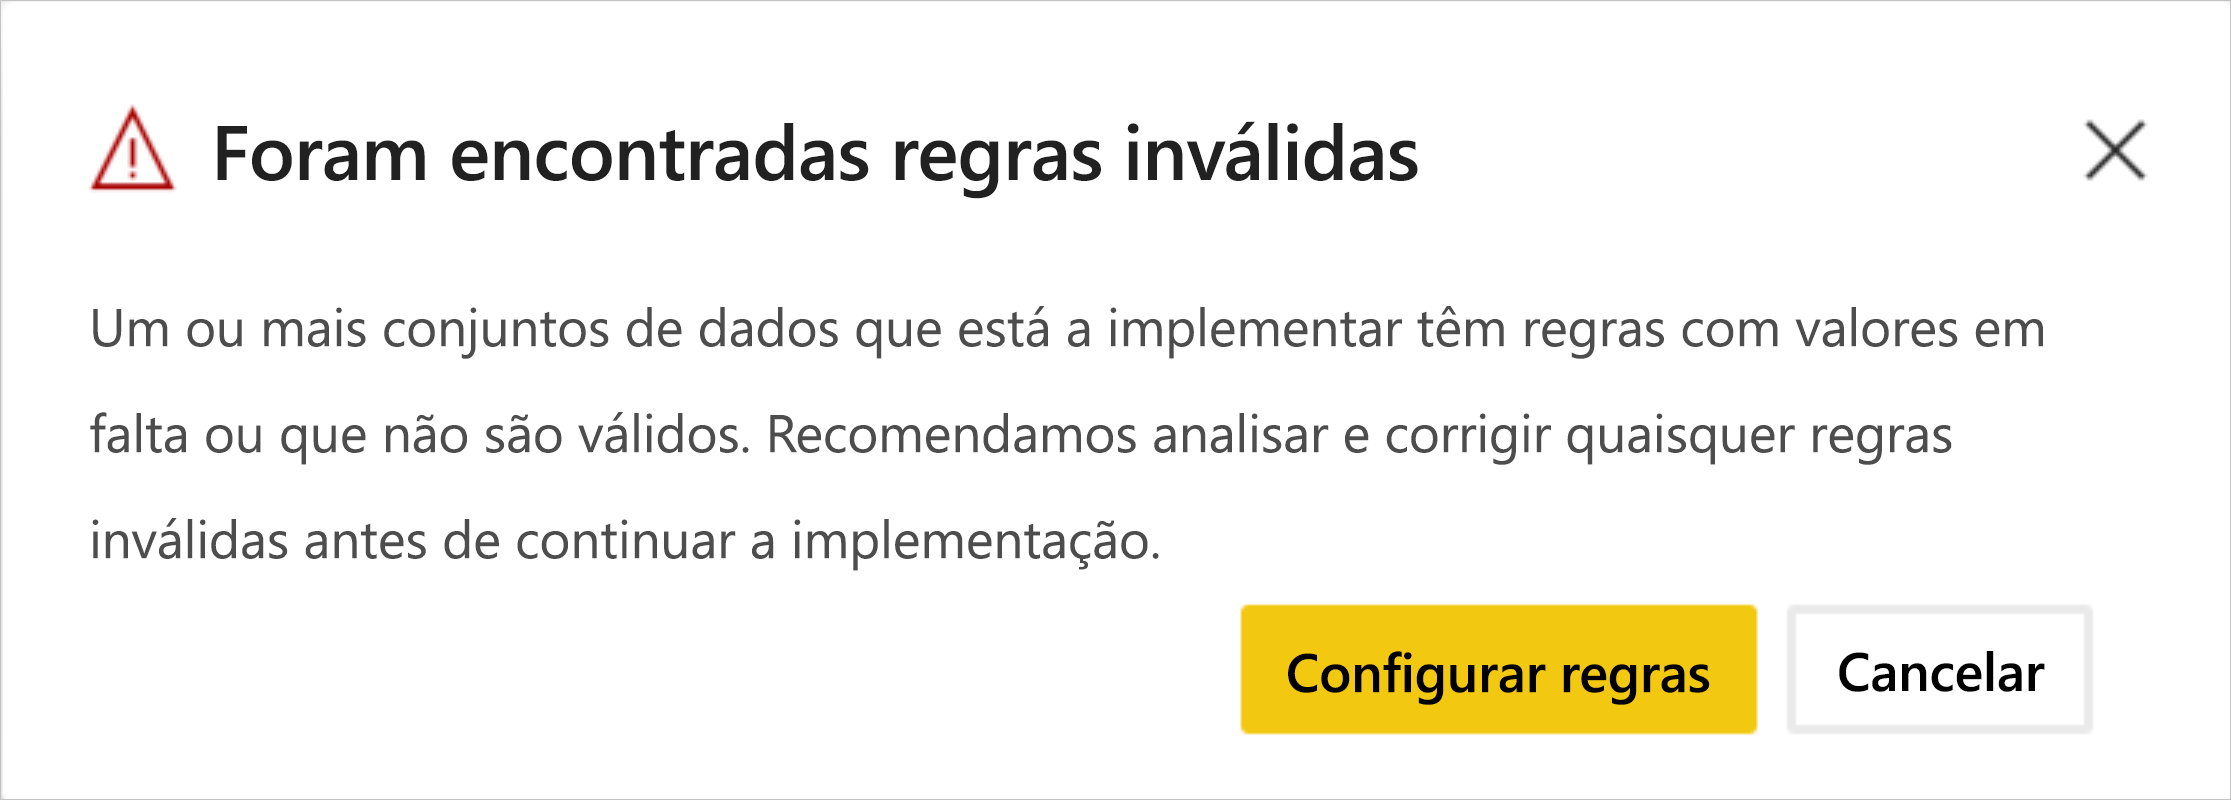 Foram encontradas regras inválidas
Um ou mais conjuntos de dados que está a implementar têm regras com valores em
falta ou que não são válidos. Recomendamos analisar e corrigir quaisquer regras
inválidas antes de continuar a implementação.
Configurar regras
Cancelar